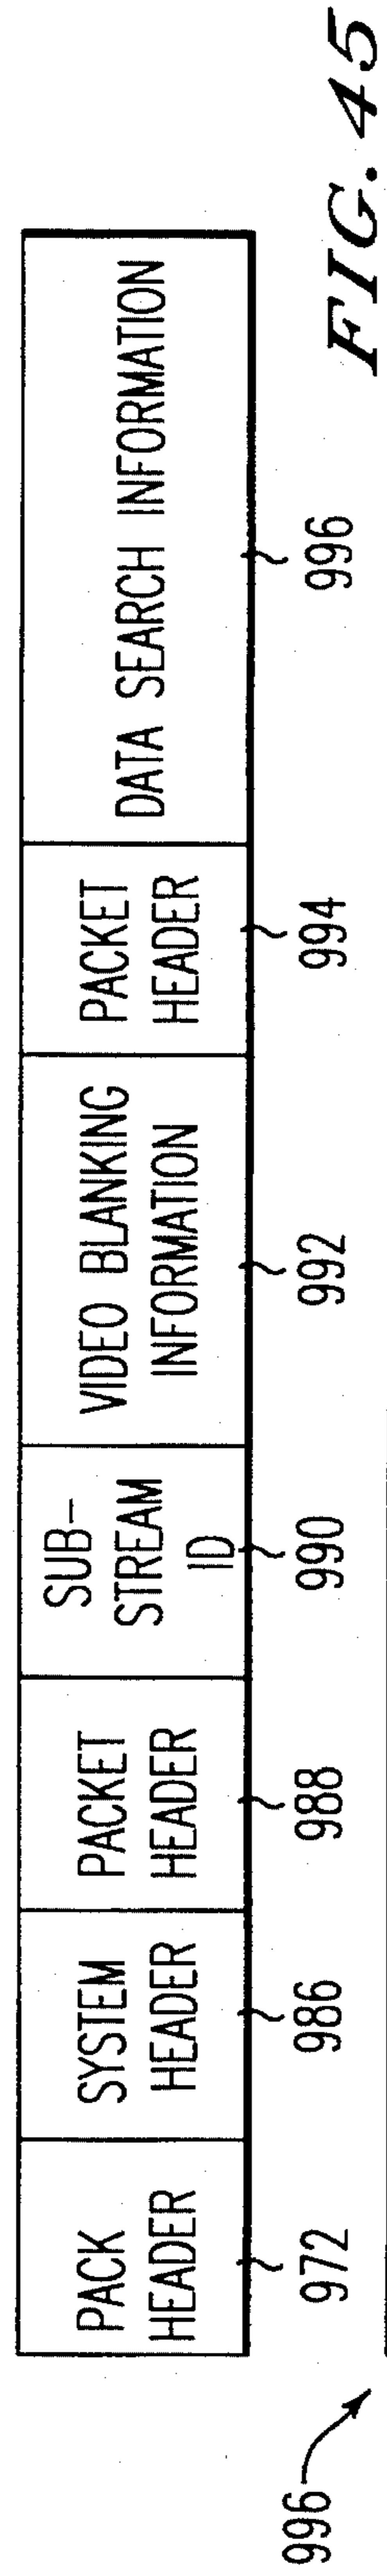 PACK
HEADER
SYSTEM
HEADER
PACKET
HEADER
SUB-
STREAM
ID
VIDEO BLANKING
INFORMATION
PACKET
HEADER
DATA SEARCH INFORMATION
972
986
988
990
992
994
996
FIG. 45
996